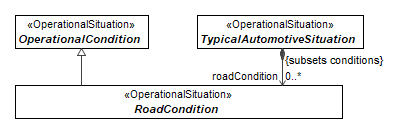 «OperationalSituation»
OperationalCondition
«OperationalSituation»
TypicalAutomotiveSituation
{subsets conditions}
roadCondition 0..*
«OperationalSituation»
RoadCondition